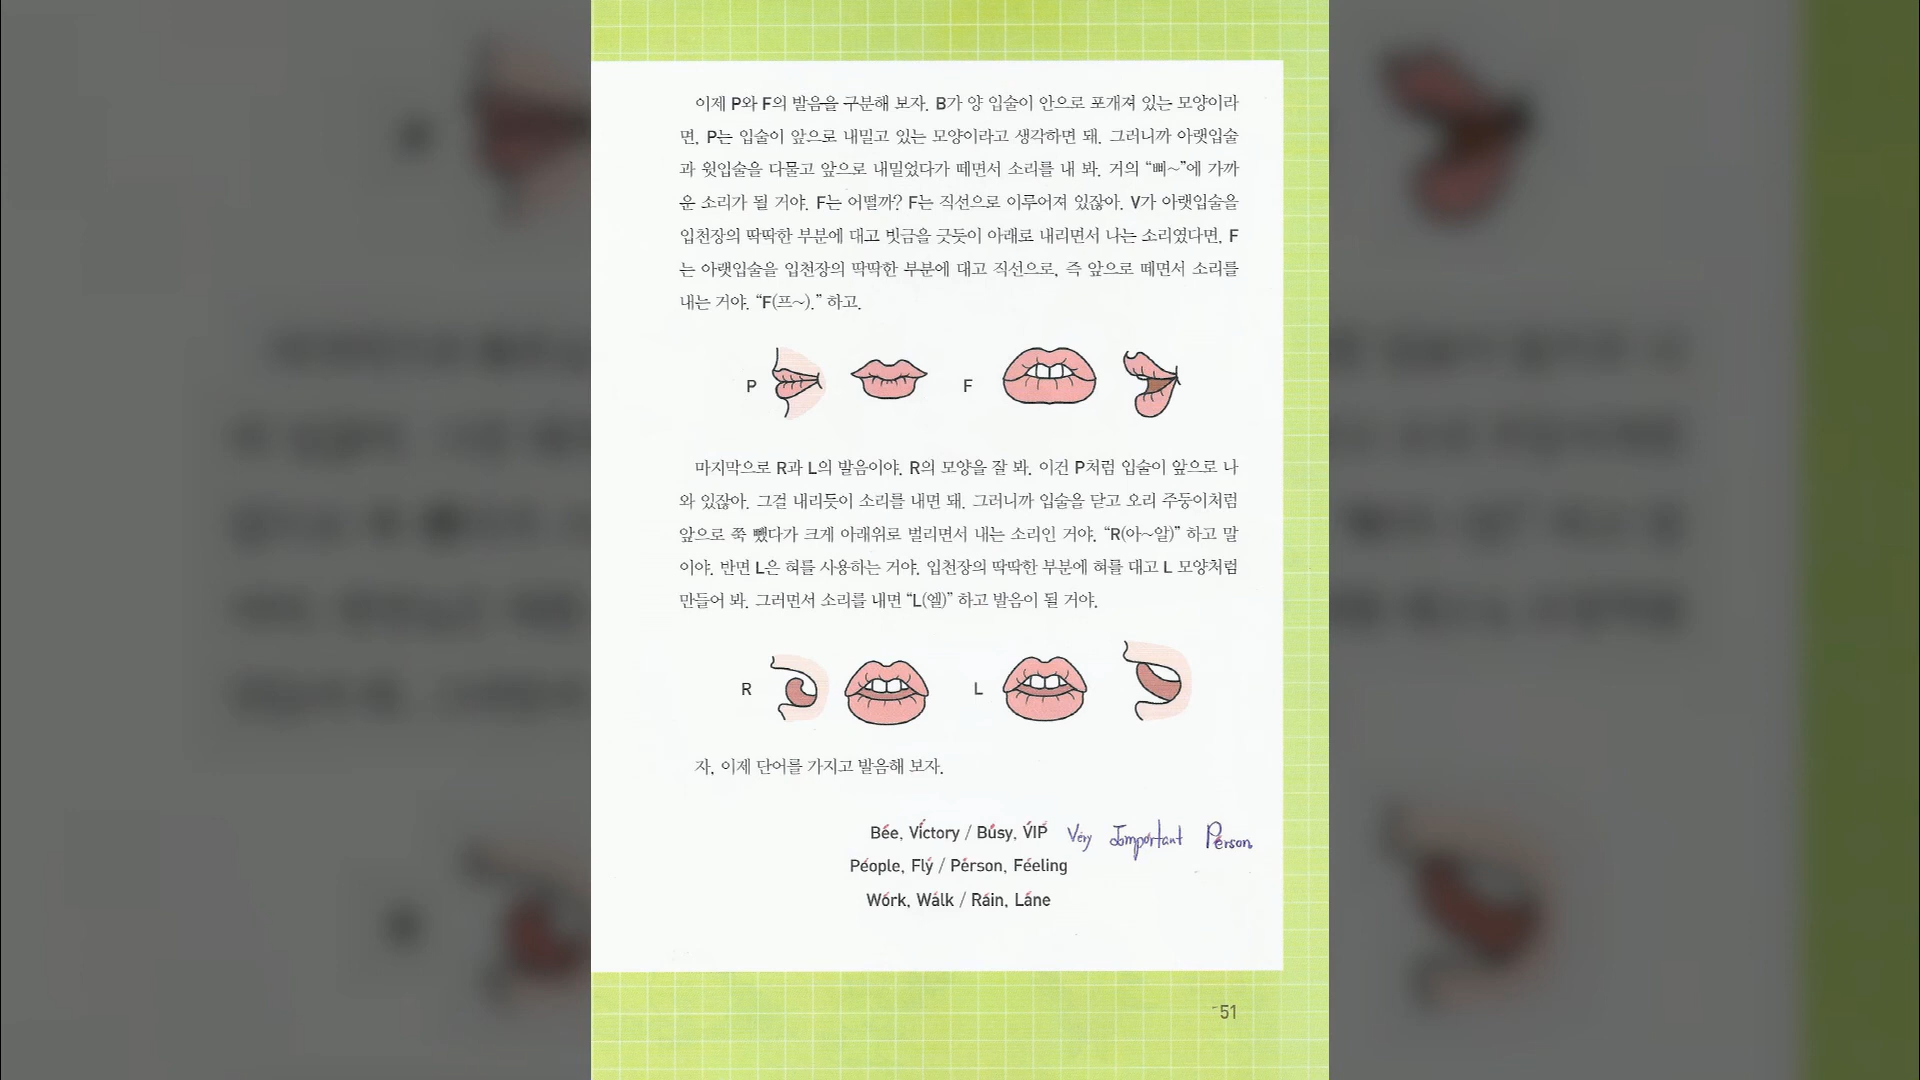 이제 P와 F의 발음을 구분해 보자. B가 양 입술이 안으로 포개져 있는 모양이라
면, P는 입술이 앞으로 내밀고 있는 모양이라고 생각하면 돼. 그러니까 아랫입술
과 윗입술을 다물고 앞으로 내밀었다가 떼면서 소리를 내 봐. 거의 “삐~”에 가까
운 소리가 될 거야. F는 어떨까? F는 직선으로 이루어져 있잖아. V가 아랫입술을
입천장의 딱딱한 부분에 대고 빗금을 긋듯이 아래로 내리면서 나는 소리였다면, F
는 아랫입술을 입천장의 딱딱한 부분에 대고 직선으로, 즉 앞으로 떼면서 소리를
내는 거야. “F(프~).” 하고.
P F
마지막으로 R과 L의 발음이야. R의 모양을 잘 봐. 이건 P처럼 입술이 앞으로 나
와 있잖아. 그걸 내리듯이 소리를 내면 돼. 그러니까 입술을 닫고 오리 주둥이처럼
앞으로 쭉 뺐다가 크게 아래위로 벌리면서 내는 소리인 거야. “R(아~알)” 하고 말
이야. 반면 L은 혀를 사용하는 거야. 입천장의 딱딱한 부분에 혀를 대고 L 모양처럼
만들어 봐. 그러면서 소리를 내면 “L(엘)” 하고 발음이 될 거야.
R L
자, 이제 단어를 가지고 발음해 보자.
Bée, Víctory / Búsy, V́IP Very Important Person
Péople, Flý / Pérson, Féeling
Wórk, Wálk / Ráin, Láne
51